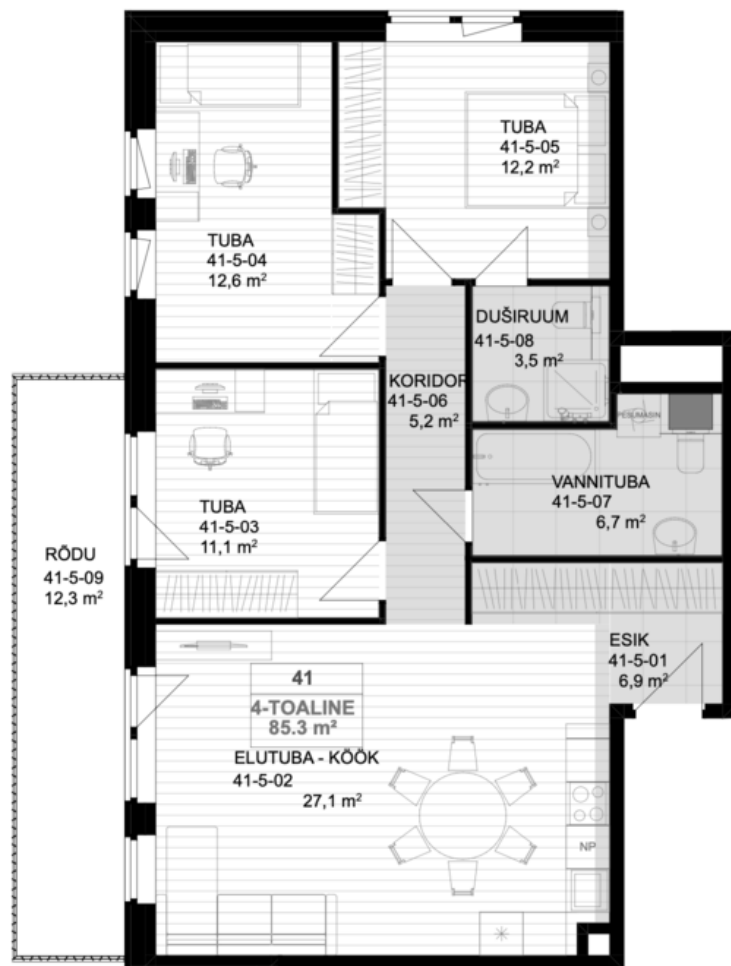 TUBA
41-5-05
12,2 m²
TUBA
41-5-04
12,6 m²
DUŠIRUUM
41-5-08
3,5 m²
KORIDOR
41-5-06
5,2 m²
PESUMASIN
VANNITUBA
41-5-07
6,7 m²
TUBA
41-5-03
11,1 m²
RÕDU
41-5-09
12,3 m²
ESIK
41-5-01
6,9 m²
41
4-TOALINE
85.3 m²
ELUTUBA - KÖÖK
41-5-02
27,1 m²
NP